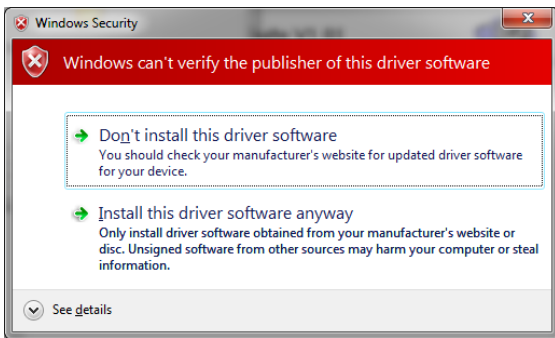 Windows Security
Windows can't verify the publisher of this driver software
Don't install this driver software
You should check your manufacturer's website for updated driver software
for your device.
Install this driver software anyway
Only install driver software obtained from your manufacturer's website or
disc. Unsigned software from other sources may harm your computer or steal
information.
See details